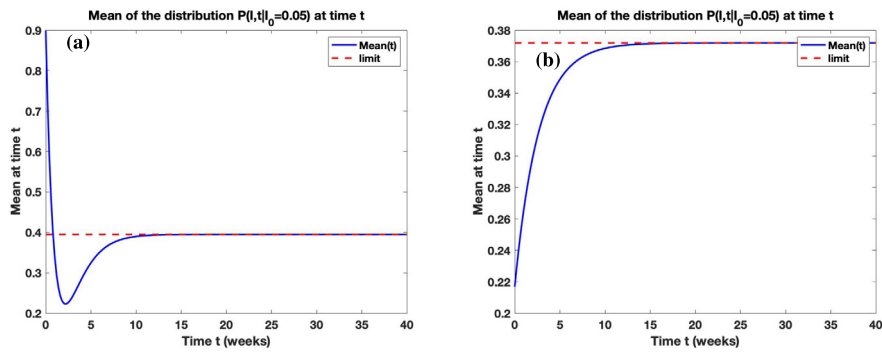 Mean of the distribution P(I,t|I0=0.05) at time t
(a)
Mean(t)
limit
0.9
0.8
0.7
0.6
0.5
0.4
0.3
0.2
Mean at time t
0 5 10 15 20 25 30 35 40
Time t (weeks)
Mean of the distribution P(I,t|I0=0.05) at time t
(b)
Mean(t)
limit
0.38
0.36
0.34
0.32
0.3
0.28
0.26
0.24
0.22
0.2
Mean at time t
0 5 10 15 20 25 30 35 40
Time t (weeks)